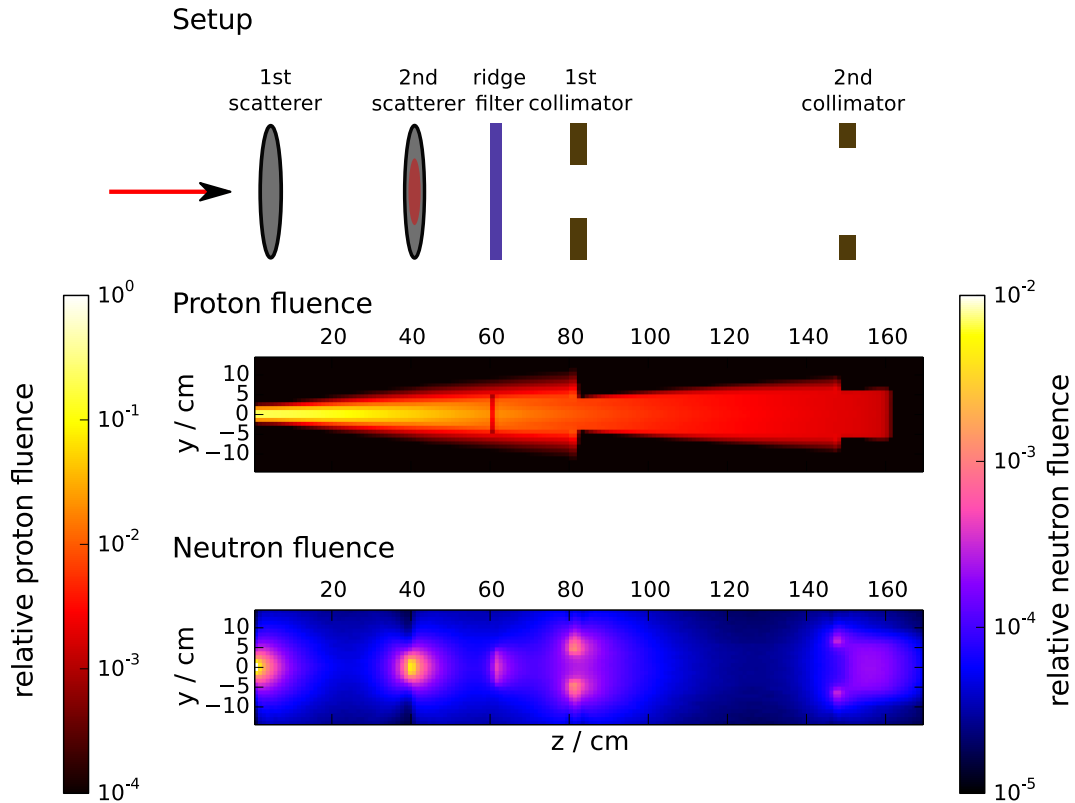 Setup
1st
scatterer
2nd
scatterer
ridge
filter
1st
collimator
2nd
collimator
Proton fluence
20 40 60 80 100 120 140 160
10
5
0
−5
−10
y / cm
relative proton fluence
10⁰
10⁻¹
10⁻²
10⁻³
10⁻⁴
Neutron fluence
20 40 60 80 100 120 140 160
10
5
0
−5
−10
y / cm
z / cm
10⁻²
10⁻³
10⁻⁴
10⁻⁵
relative neutron fluence